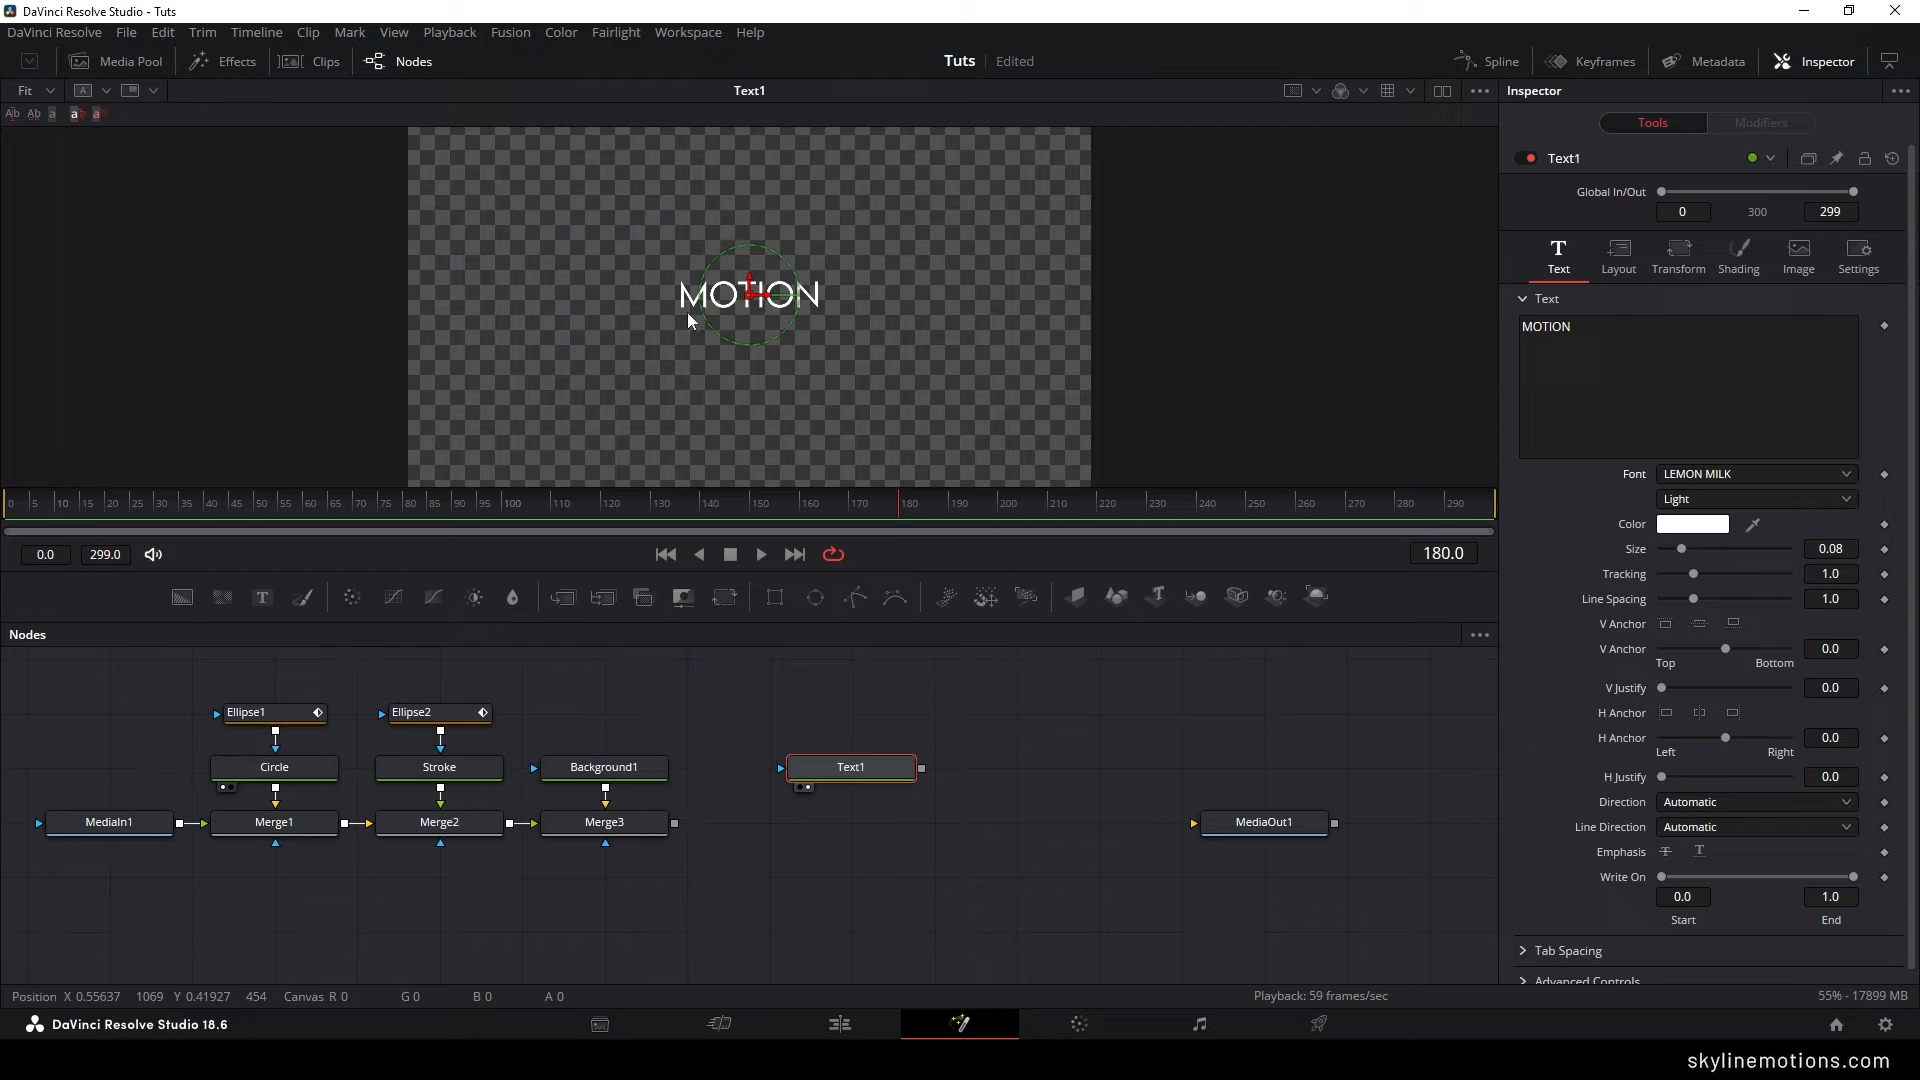 DaVinci Resolve Studio - Tuts
DaVinci Resolve File Edit Trim Timeline Clip Mark View Playback Fusion Color Fairlight Workspace Help
Media Pool Effects Clips Nodes Tuts Edited Spline Keyframes Metadata Inspector
Fit A Text1 Inspector
Ab Ab a a a
Tools Modifiers
Text1
Global In/Out
0 300 299
Text Layout Transform Shading Image Settings
Text
MOTION
MOTION
Font LEMON MILK
Light
Color
Size 0.08
Tracking 1.0
Line Spacing 1.0
V Anchor
V Anchor 0.0
Top Bottom
V Justify 0.0
H Anchor
H Anchor 0.0
Left Right
H Justify 0.0
Direction Automatic
Line Direction Automatic
Emphasis T T
Write On
0.0 1.0
Start End
Tab Spacing
Advanced Controls
0 5 10 15 20 25 30 35 40 45 50 55 60 65 70 75 80 85 90 95 100 110 120 130 140 150 160 170 180 190 200 210 220 230 240 250 260 270 280 290
0.0 299.0 180.0
Nodes
Ellipse1 Ellipse2
Circle Stroke Background1 Text1
MediaIn1 Merge1 Merge2 Merge3 MediaOut1
Position X 0.55637 1069 Y 0.41927 454 Canvas R 0 G 0 B 0 A 0 Playback: 59 frames/sec 55% - 17899 MB
DaVinci Resolve Studio 18.6
skylinemotions.com